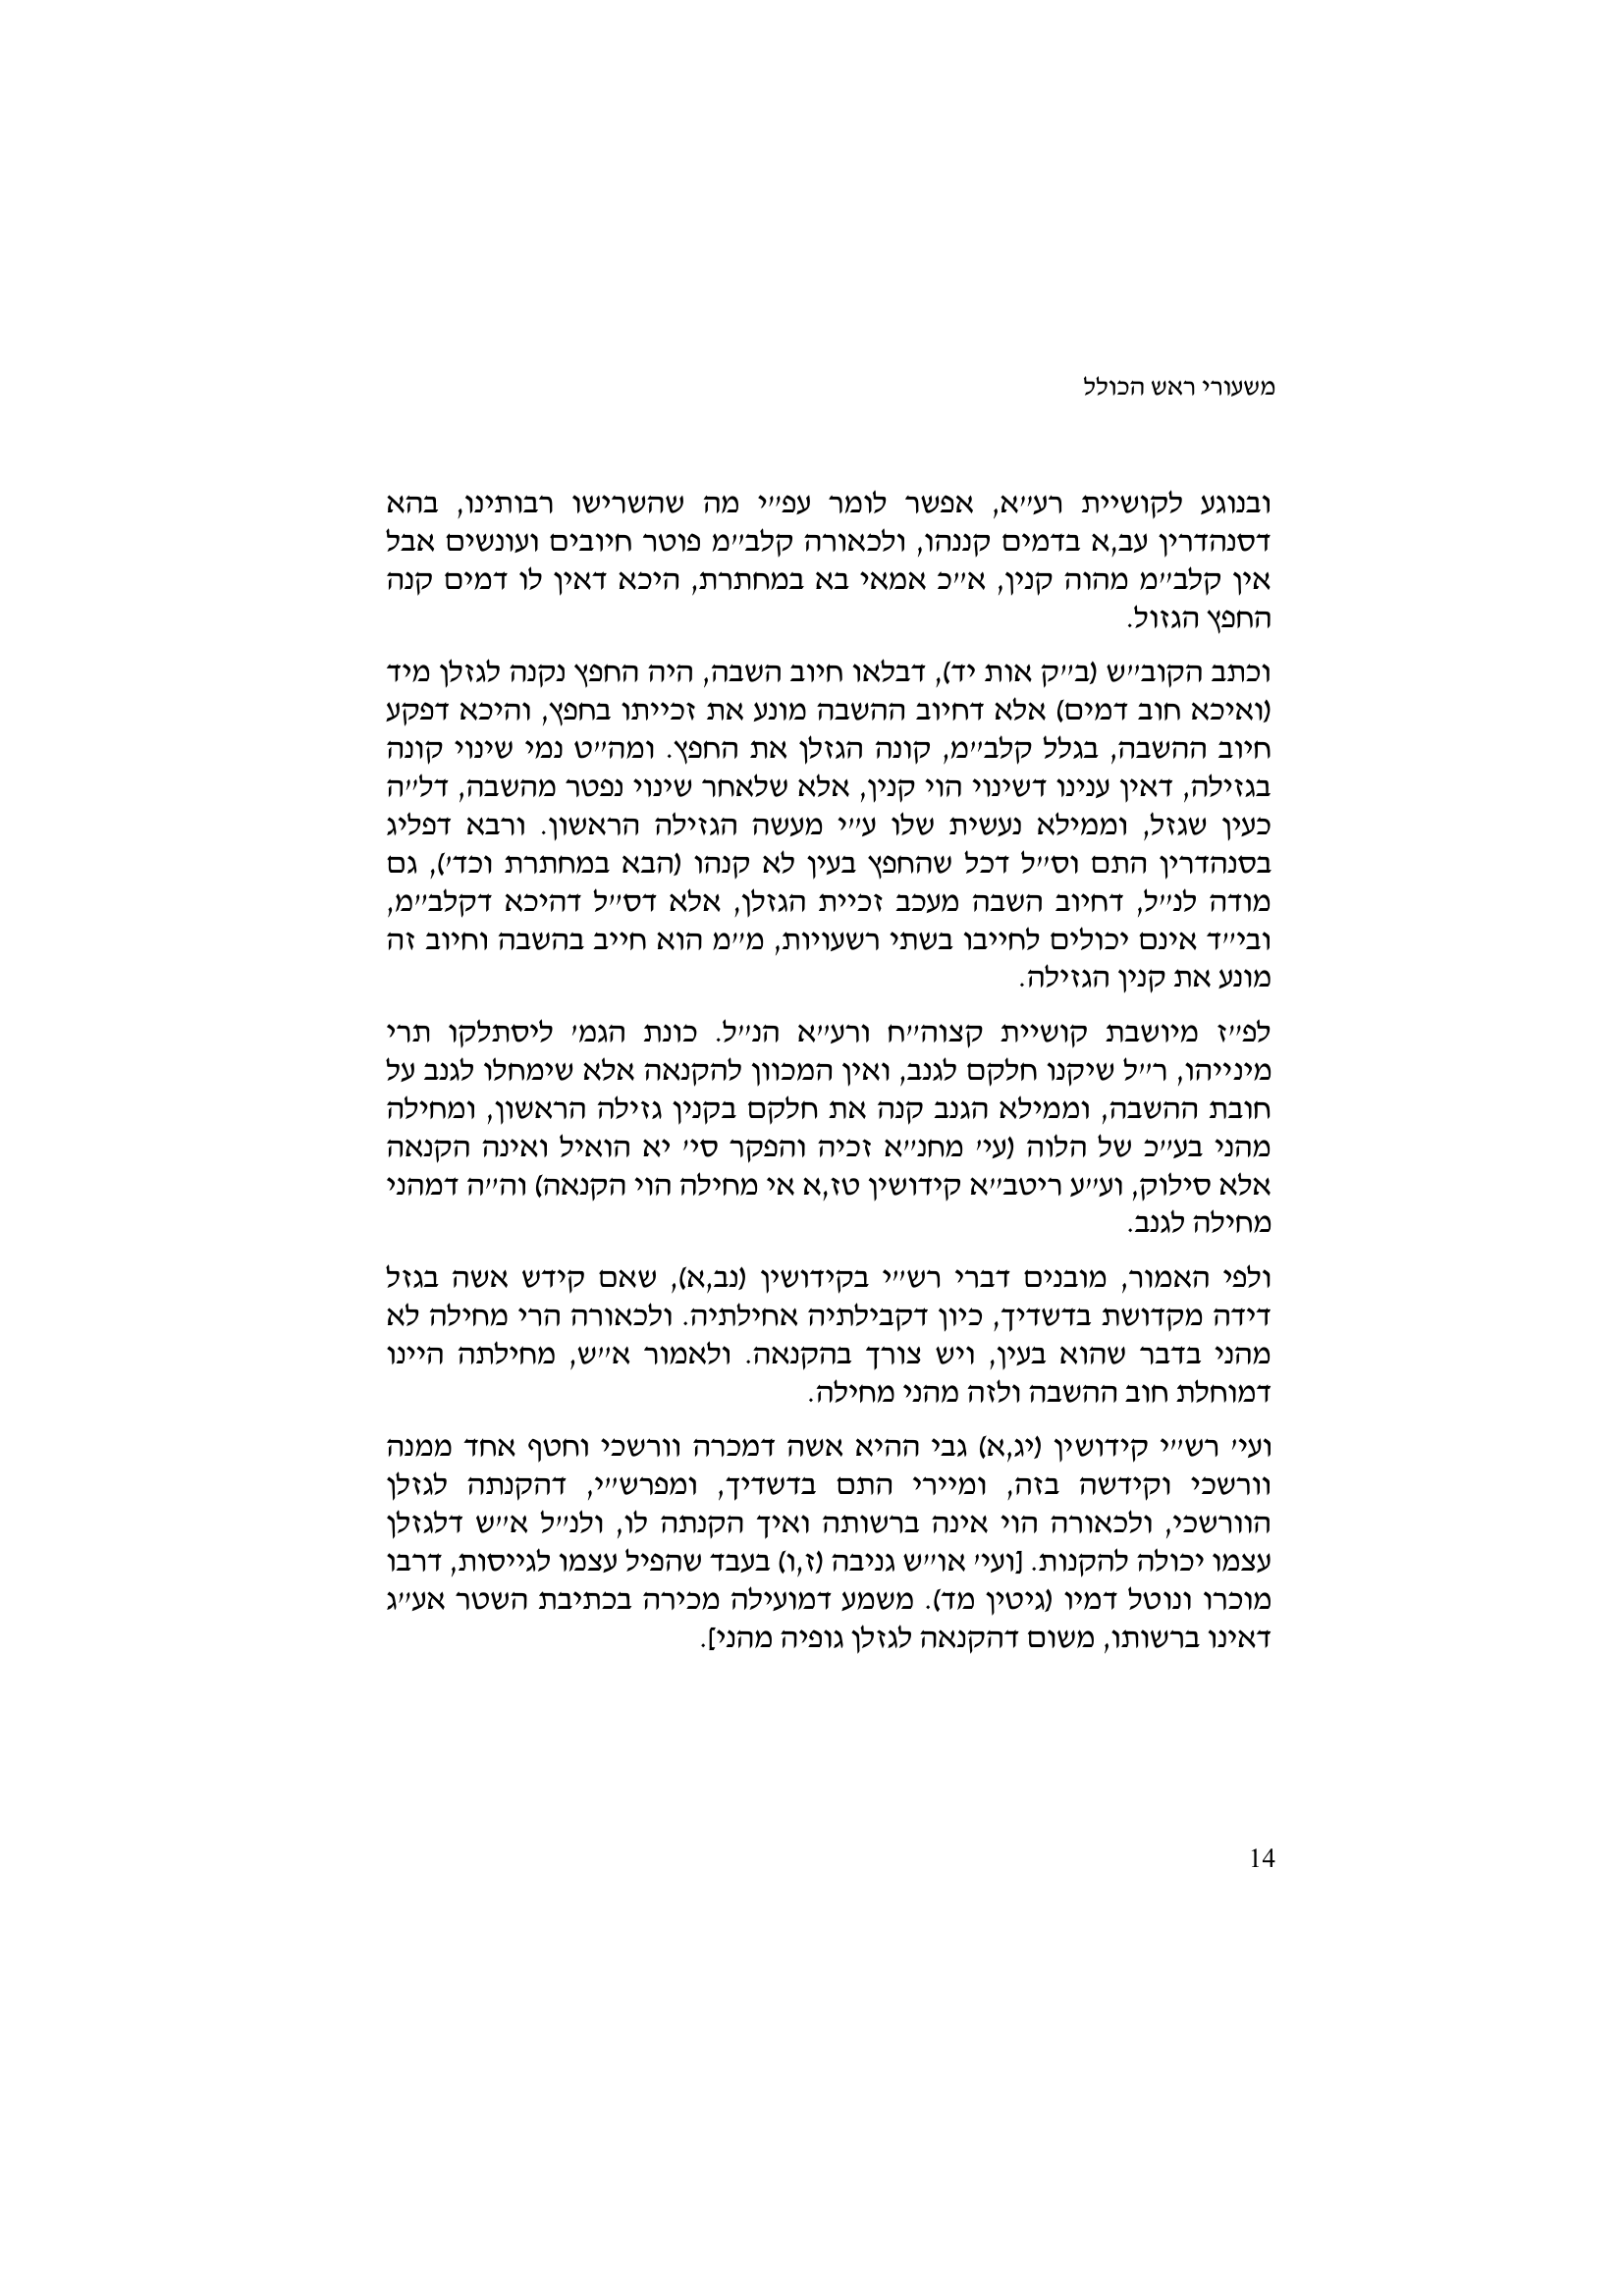 משעורי ראש הכולל
ובנוגע לקושיית רע״א, אפשר לומר עפ״י מה שהשרישו רבותינו, בהא
דסנהדרין עב,א בדמים קננהו, ולכאורה קלב״מ פוטר חיובים ועונשים אבל
אין קלב״מ מהוה קנין, א״כ אמאי בא במחתרת, היכא דאין לו דמים קנה
החפץ הגזול.
וכתב הקוב״ש (ב״ק אות יד), דבלאו חיוב השבה, היה החפץ נקנה לגזלן מיד
(ואיכא חוב דמים) אלא דחיוב ההשבה מונע את זכייתו בחפץ, והיכא דפקע
חיוב ההשבה, בגלל קלב״מ, קונה הגזלן את החפץ. ומה״ט נמי שינוי קונה
בגזילה, דאין ענינו דשינוי הוי קנין, אלא שלאחר שינוי נפטר מהשבה, דל״ה
כעין שגזל, וממילא נעשית שלו ע״י מעשה הגזילה הראשון. ורבא דפליג
בסנהדרין התם וס״ל דכל שהחפץ בעין לא קנהו (הבא במחתרת וכד׳), גם
מודה לנ״ל, דחיוב השבה מעכב זכיית הגזלן, אלא דס״ל דהיכא דקלב״מ,
ובי״ד אינם יכולים לחייבו בשתי רשעויות, מ״מ הוא חייב בהשבה וחיוב זה
מונע את קנין הגזילה.
לפ״ז מיושבת קושיית קצוה״ח ורע״א הנ״ל. כונת הגמ׳ ליסתלקו תרי
מינייהו, ר״ל שיקנו חלקם לגנב, ואין המכוון להקנאה אלא שימחלו לגנב על
חובת ההשבה, וממילא הגנב קנה את חלקם בקנין גזילה הראשון, ומחילה
מהני בע״כ של הלוה (עי׳ מחנ״א זכיה והפקר סי׳ יא הואיל ואינה הקנאה
אלא סילוק, וע״ע ריטב״א קידושין טז,א אי מחילה הוי הקנאה) וה״ה דמהני
מחילה לגנב.
ולפי האמור, מובנים דברי רש״י בקידושין (נב,א), שאם קידש אשה בגזל
דידה מקדושת בדשדיך, כיון דקבילתיה אחילתיה. ולכאורה הרי מחילה לא
מהני בדבר שהוא בעין, ויש צורך בהקנאה. ולאמור א״ש, מחילתה היינו
דמוחלת חוב ההשבה ולזה מהני מחילה.
ועי׳ רש״י קידושין (יג,א) גבי ההיא אשה דמכרה וורשכי וחטף אחד ממנה
וורשכי וקידשה בזה, ומיירי התם בדשדיך, ומפרש״י, דהקנתה לגזלן
הוורשכי, ולכאורה הוי אינה ברשותה ואיך הקנתה לו, ולנ״ל א״ש דלגזלן
עצמו יכולה להקנות. [ועי׳ או״ש גניבה (ז,ו) בעבד שהפיל עצמו לגייסות, דרבו
מוכרו ונוטל דמיו (גיטין מד). משמע דמועילה מכירה בכתיבת השטר אע״ג
דאינו ברשותו, משום דהקנאה לגזלן גופיה מהני].
14